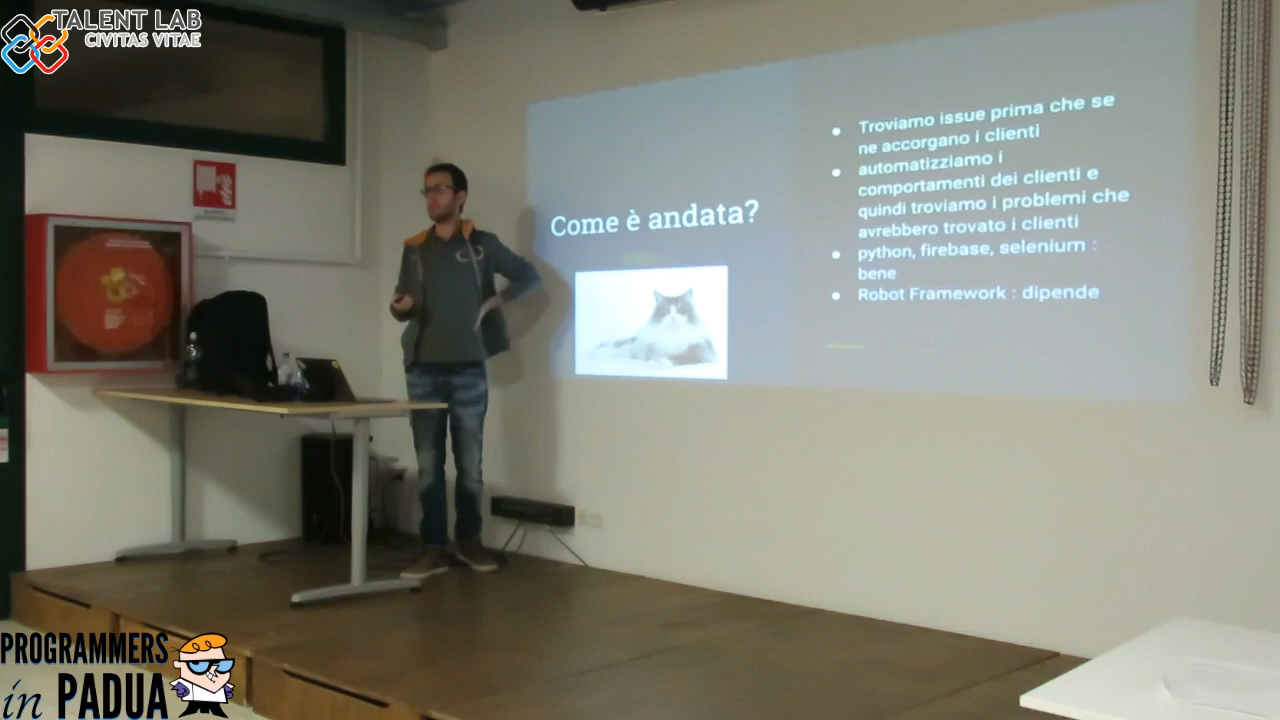 TALENT LAB
CIVITAS VITAE
Come è andata?
Troviamo issue prima che se
ne accorgano i clienti
automatizziamo i
comportamenti dei clienti e
quindi troviamo i problemi che
avrebbero trovato i clienti
python, firebase, selenium :
bene
Robot Framework : dipende
PROGRAMMERS
in PADUA